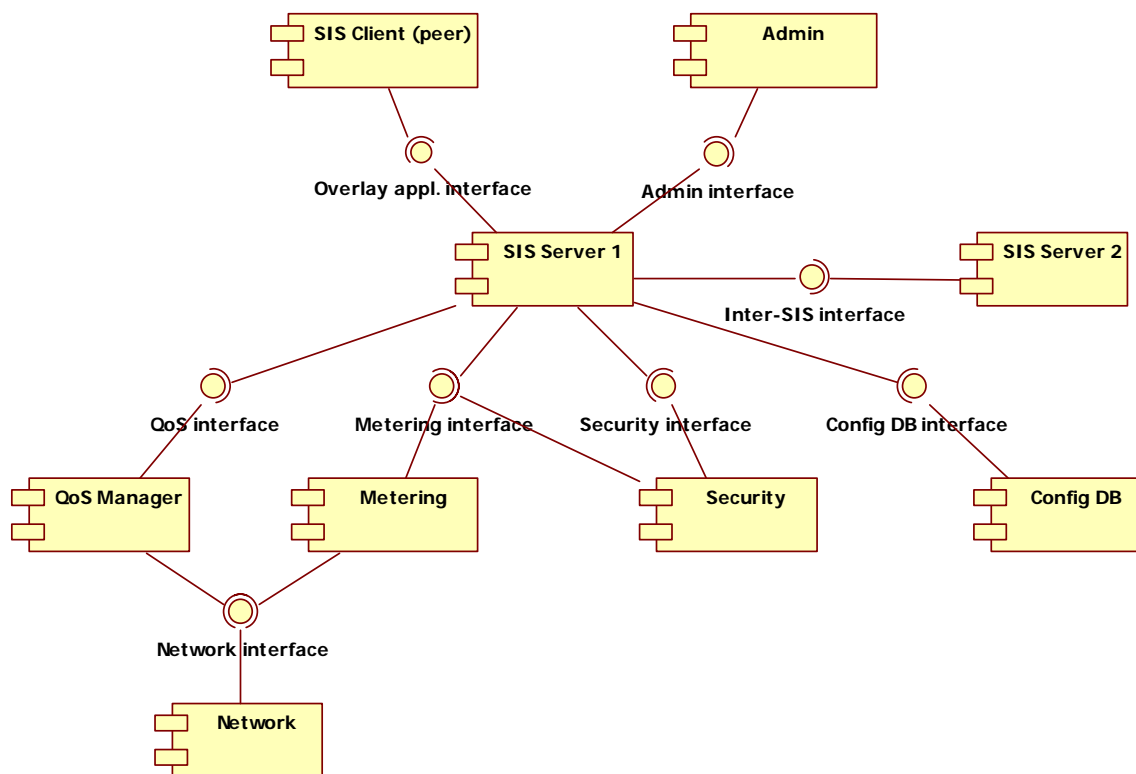 SIS Client (peer)
Admin
Overlay appl. interface
Admin interface
SIS Server 1
SIS Server 2
Inter-SIS interface
QoS interface
Metering interface
Security interface
Config DB interface
QoS Manager
Metering
Security
Config DB
Network interface
Network